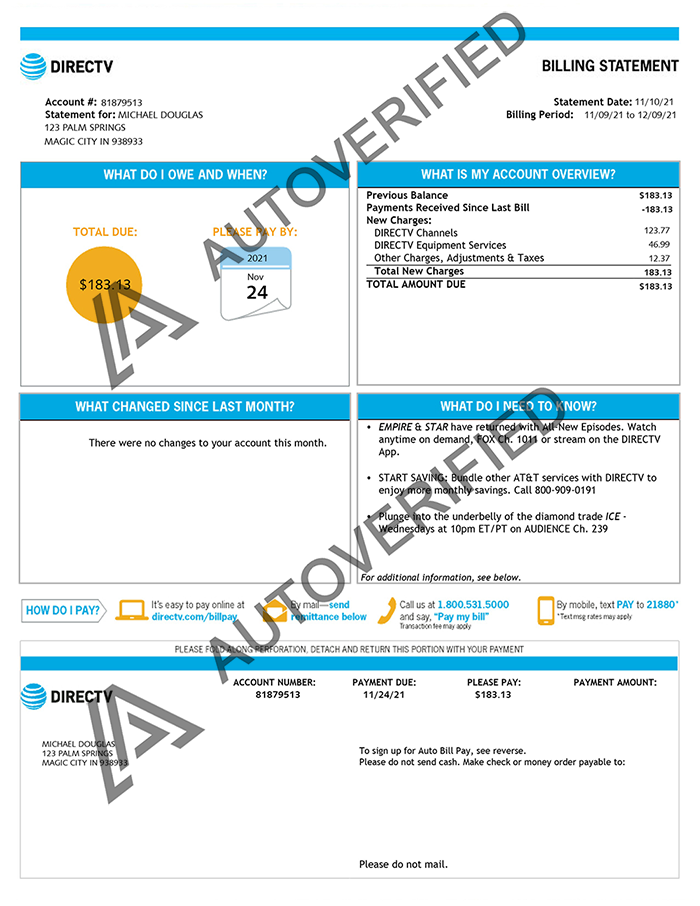 DIRECTV
BILLING STATEMENT
Account #: 81879513
Statement for: MICHAEL DOUGLAS
123 PALM SPRINGS
MAGIC CITY IN 938933
Statement Date: 11/10/21
Billing Period: 11/09/21 to 12/09/21
WHAT DO I OWE AND WHEN?
TOTAL DUE:
$183.13
PLEASE PAY BY:
2021
Nov
24
WHAT IS MY ACCOUNT OVERVIEW?
Previous Balance $183.13
Payments Received Since Last Bill -183.13
New Charges:
DIRECTV Channels 123.77
DIRECTV Equipment Services 46.99
Other Charges, Adjustments & Taxes 12.37
Total New Charges 183.13
TOTAL AMOUNT DUE $183.13
AUTOVERIFIED
WHAT CHANGED SINCE LAST MONTH?
There were no changes to your account this month.
WHAT DO I NEED TO KNOW?
• EMPIRE & STAR have returned with All-New Episodes. Watch
anytime on demand, FOX Ch. 1011 or stream on the DIRECTV
App.
• START SAVING: Bundle other AT&T services with DIRECTV to
enjoy more monthly savings. Call 800-909-0191
• Plunge into the underbelly of the diamond trade ICE -
Wednesdays at 10pm ET/PT on AUDIENCE Ch. 239
For additional information, see below.
AUTOVERIFIED
HOW DO I PAY?
It's easy to pay online at
directv.com/billpay
By mail—send
remittance below
Call us at 1.800.531.5000
and say, “Pay my bill”
Transaction fee may apply
By mobile, text PAY to 21880*
*Text msg rates may apply
PLEASE FOLD ALONG PERFORATION, DETACH AND RETURN THIS PORTION WITH YOUR PAYMENT
DIRECTV
ACCOUNT NUMBER:
81879513
PAYMENT DUE:
11/24/21
PLEASE PAY:
$183.13
PAYMENT AMOUNT:
MICHAEL DOUGLAS
123 PALM SPRINGS
MAGIC CITY IN 938933
To sign up for Auto Bill Pay, see reverse.
Please do not send cash. Make check or money order payable to:
Please do not mail.